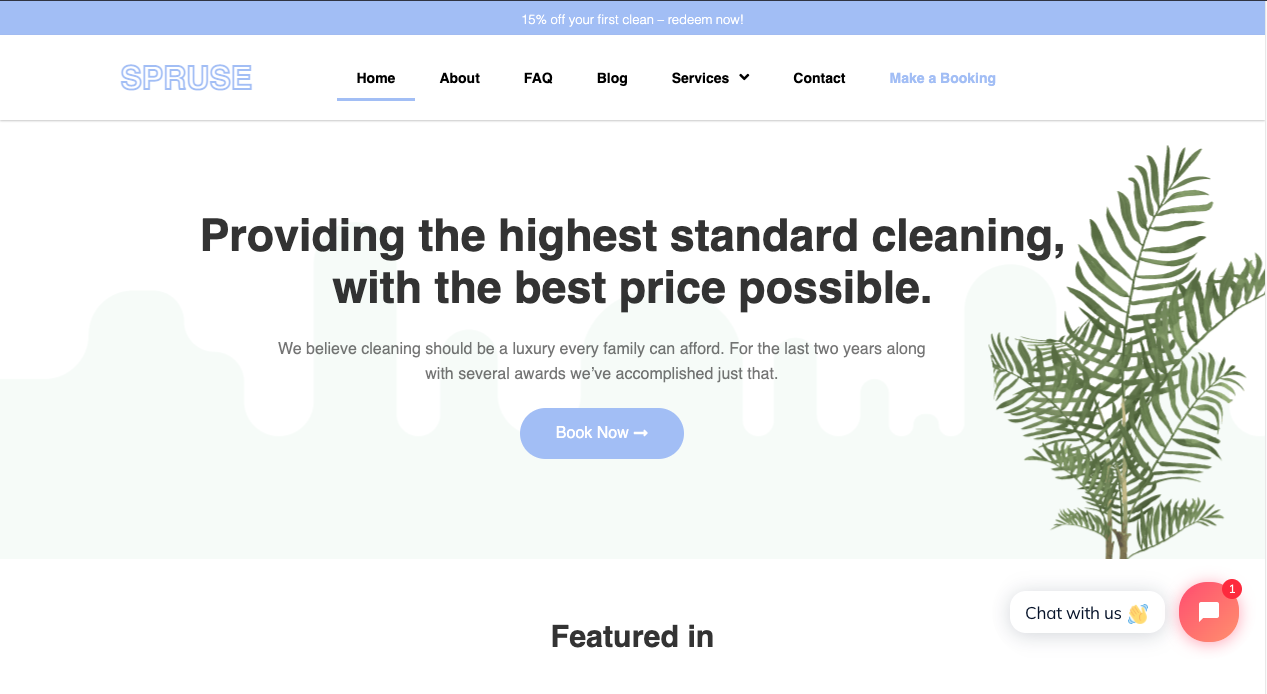 15% off your first clean – redeem now!
SPRUSE
Home
About
FAQ
Blog
Services
Contact
Make a Booking
Providing the highest standard cleaning,
with the best price possible.
We believe cleaning should be a luxury every family can afford. For the last two years along
with several awards we’ve accomplished just that.
Book Now
Featured in
Chat with us
1